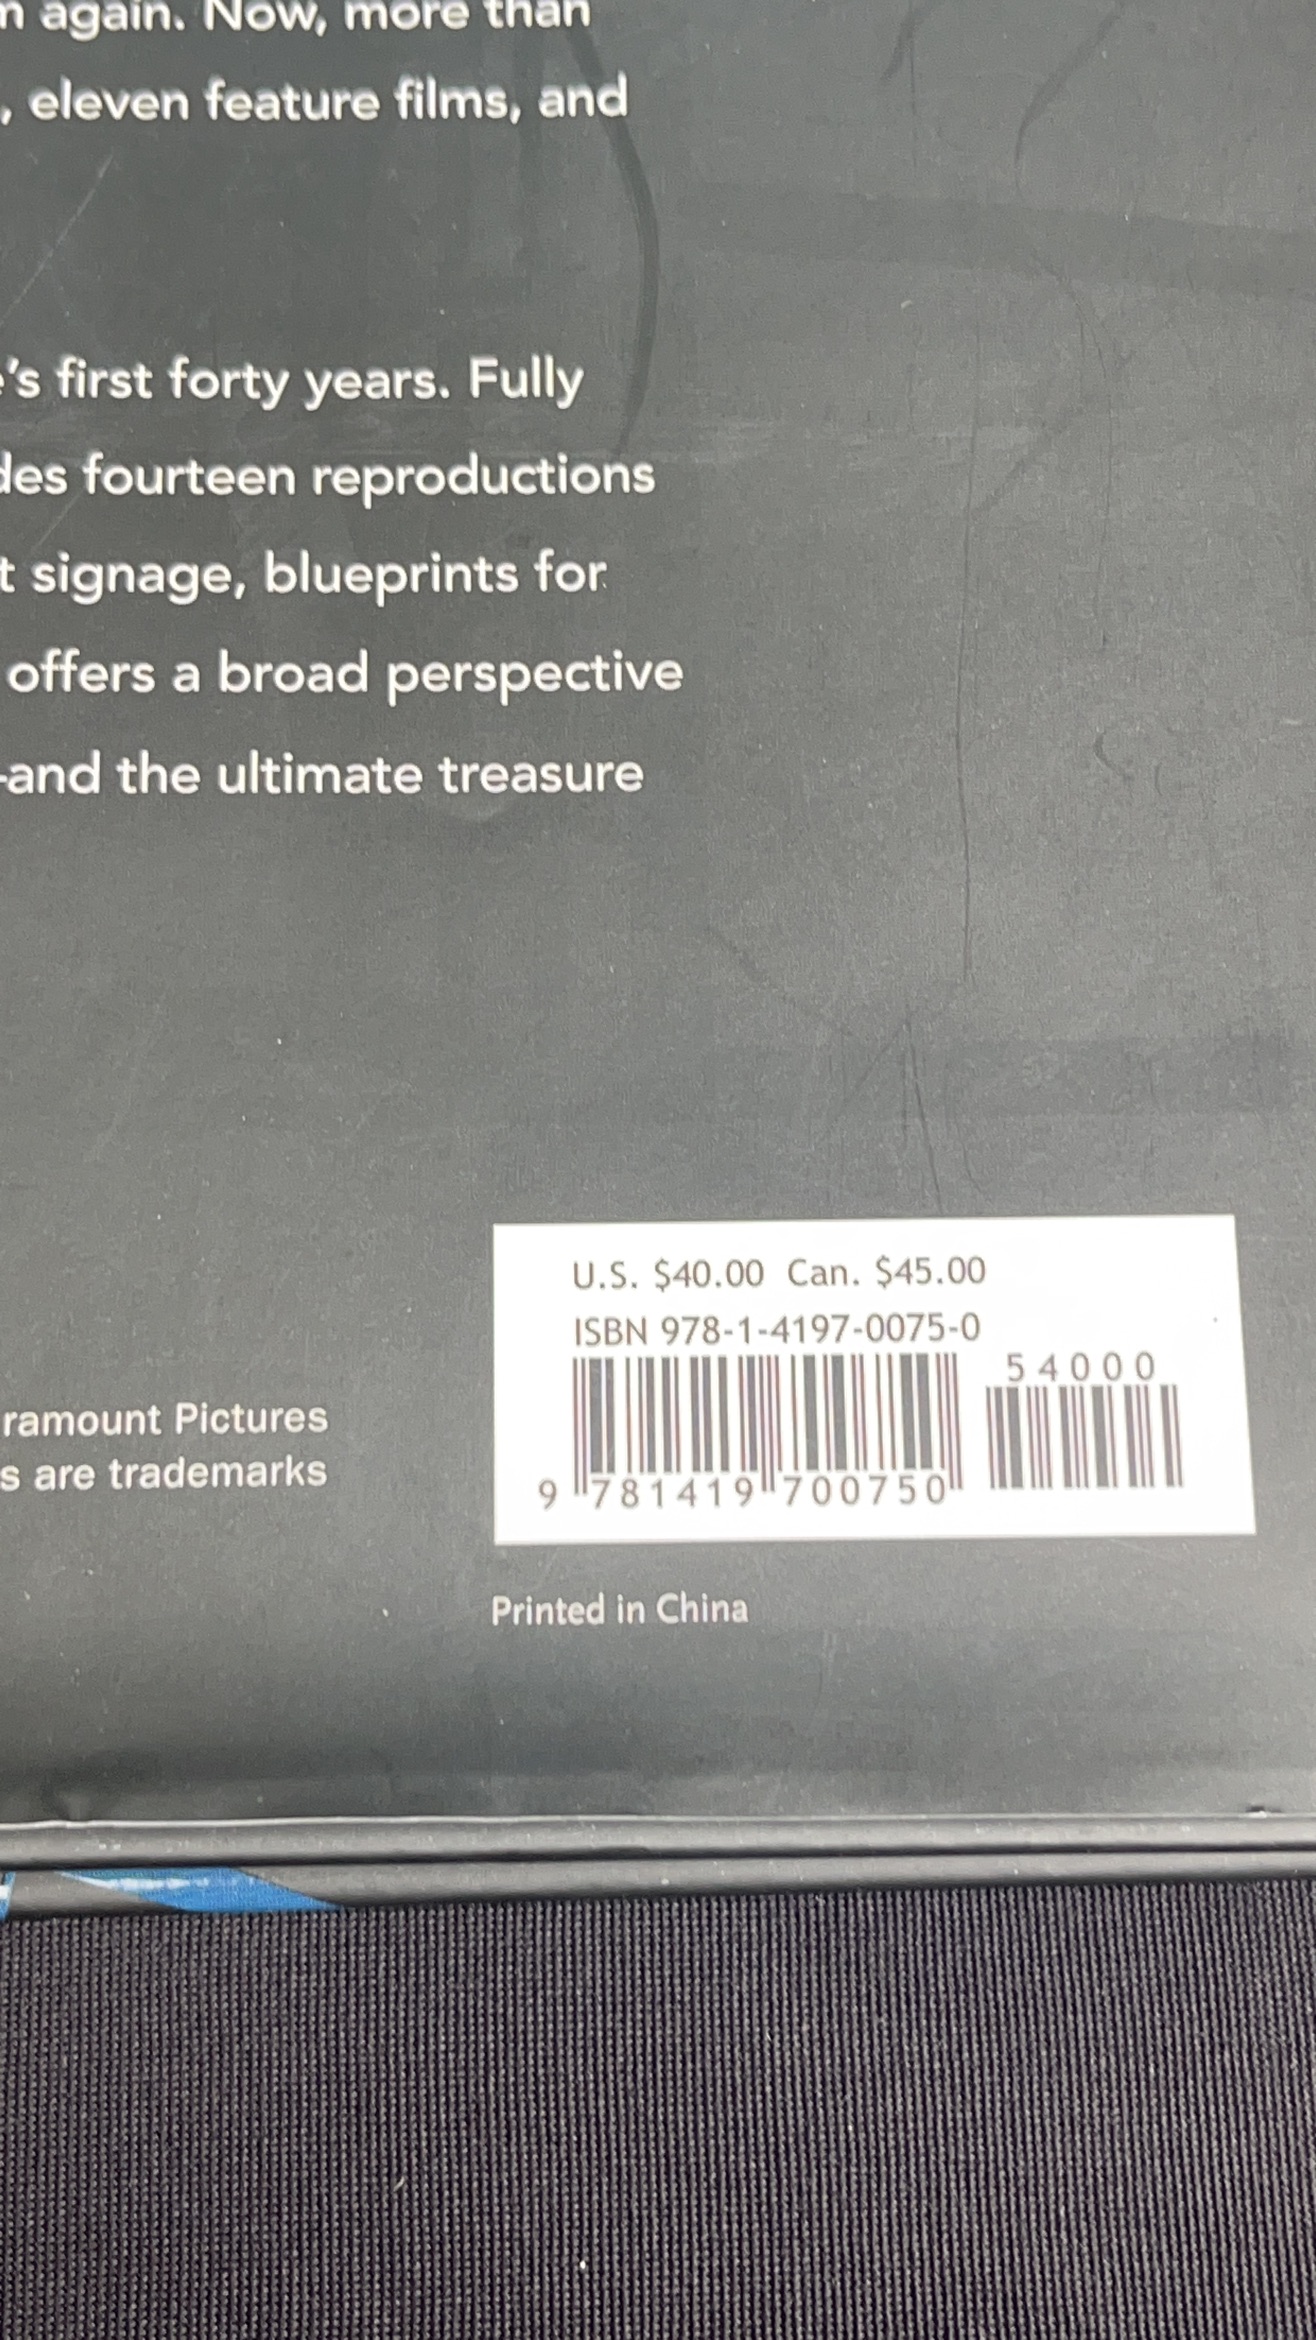 again. Now, more than
, eleven feature films, and
's first forty years. Fully
fourteen reproductions
signage, blueprints for
offers a broad perspective
-and the ultimate treasure
U.S. $40.00 Can. $45.00
ISBN 978-1-4197-0075-0
54000
9 781419 700750
ramount Pictures
s are trademarks
Printed in China